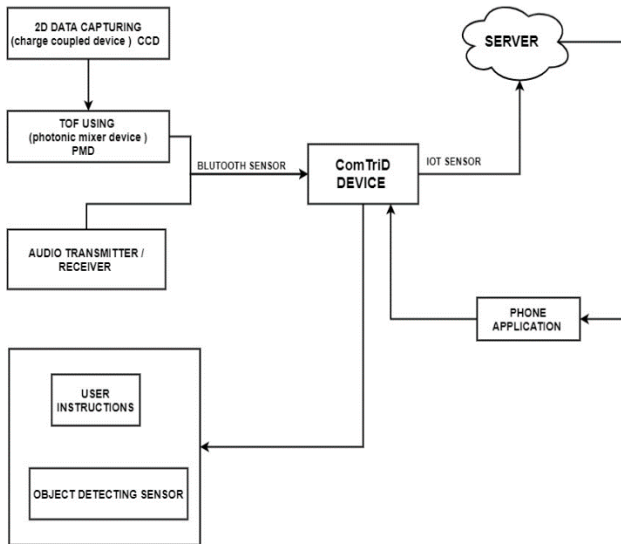 2D DATA CAPTURING
(charge coupled device ) CCD
SERVER
TOF USING
(photonic mixer device )
PMD
BLUTOOTH SENSOR
ComTriD
DEVICE
IOT SENSOR
AUDIO TRANSMITTER /
RECEIVER
PHONE
APPLICATION
USER
INSTRUCTIONS
OBJECT DETECTING SENSOR